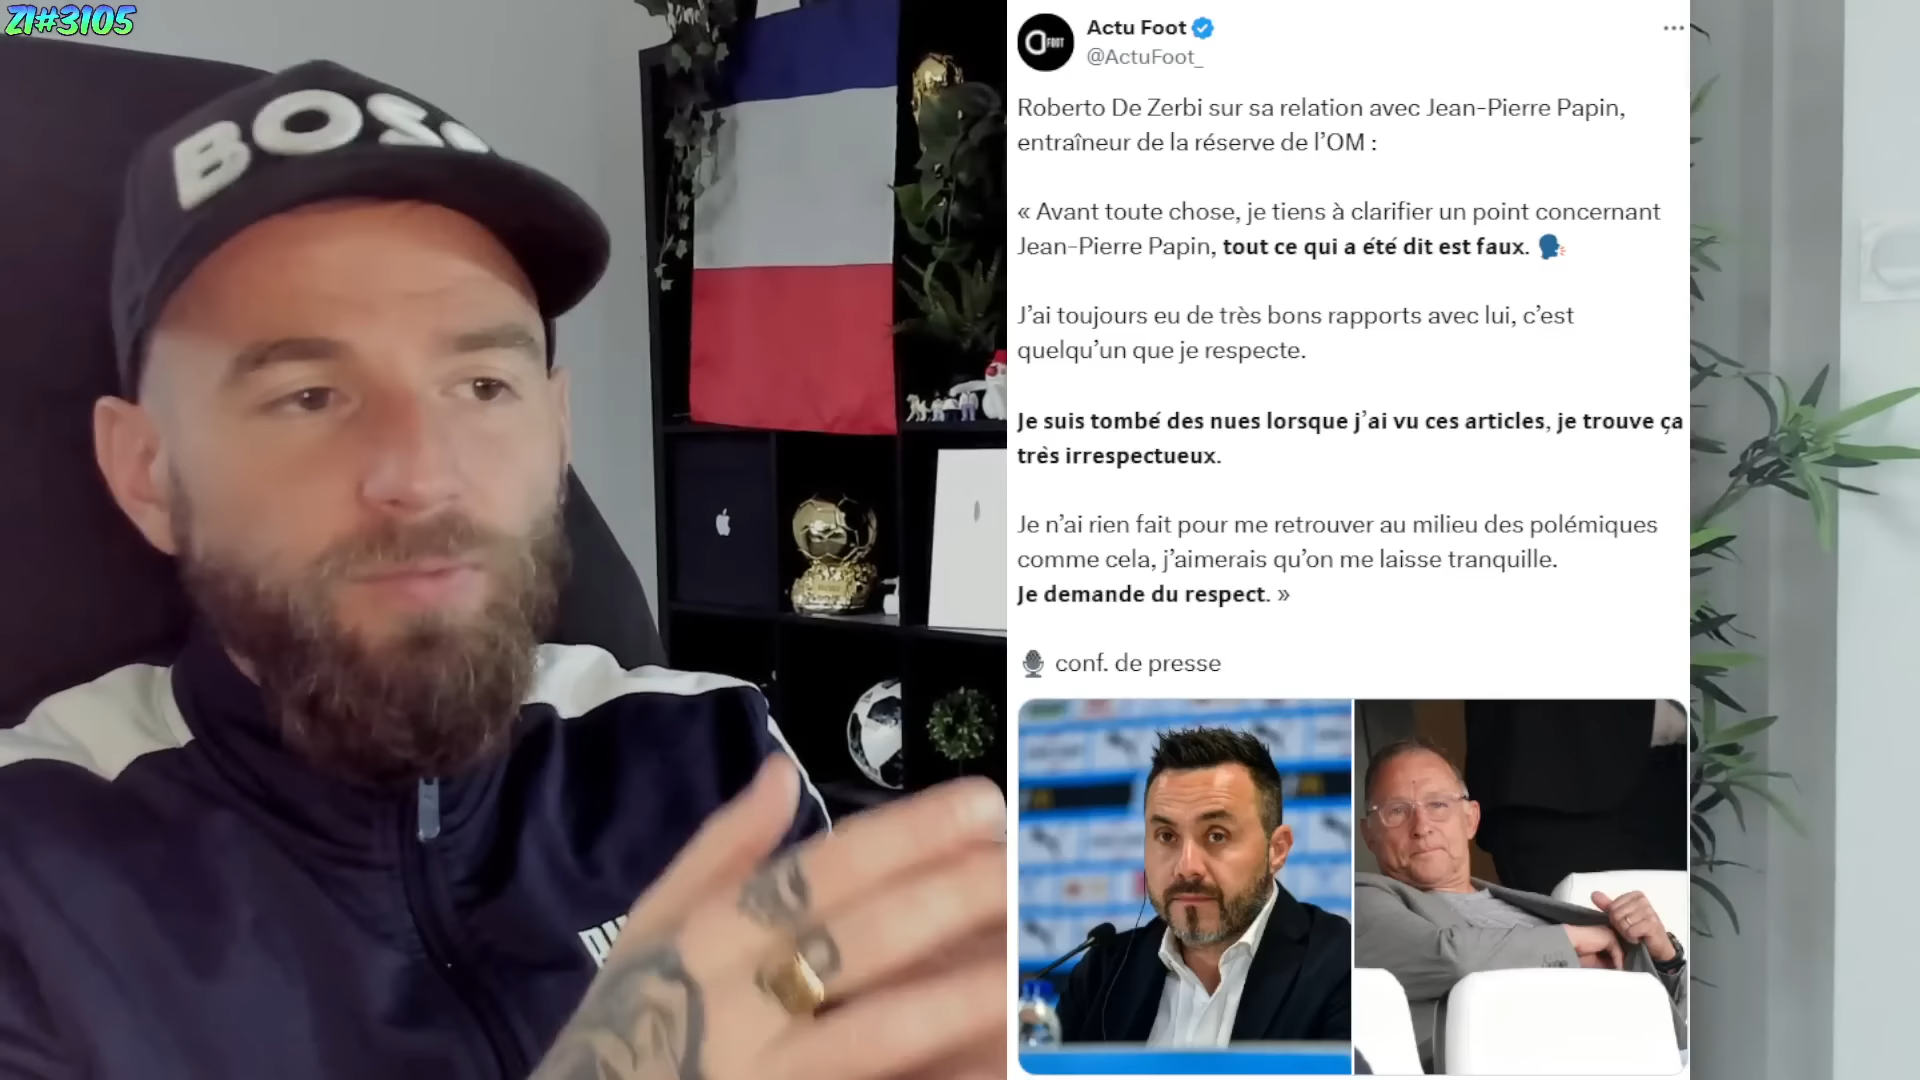 Z1#3105
BOSS
Actu Foot
@ActuFoot_
FOOT
Roberto De Zerbi sur sa relation avec Jean-Pierre Papin,
entraîneur de la réserve de l’OM :
« Avant toute chose, je tiens à clarifier un point concernant
Jean-Pierre Papin, tout ce qui a été dit est faux.
J’ai toujours eu de très bons rapports avec lui, c’est
quelqu’un que je respecte.
Je suis tombé des nues lorsque j’ai vu ces articles, je trouve ça
très irrespectueux.
Je n’ai rien fait pour me retrouver au milieu des polémiques
comme cela, j’aimerais qu’on me laisse tranquille.
Je demande du respect. »
conf. de presse